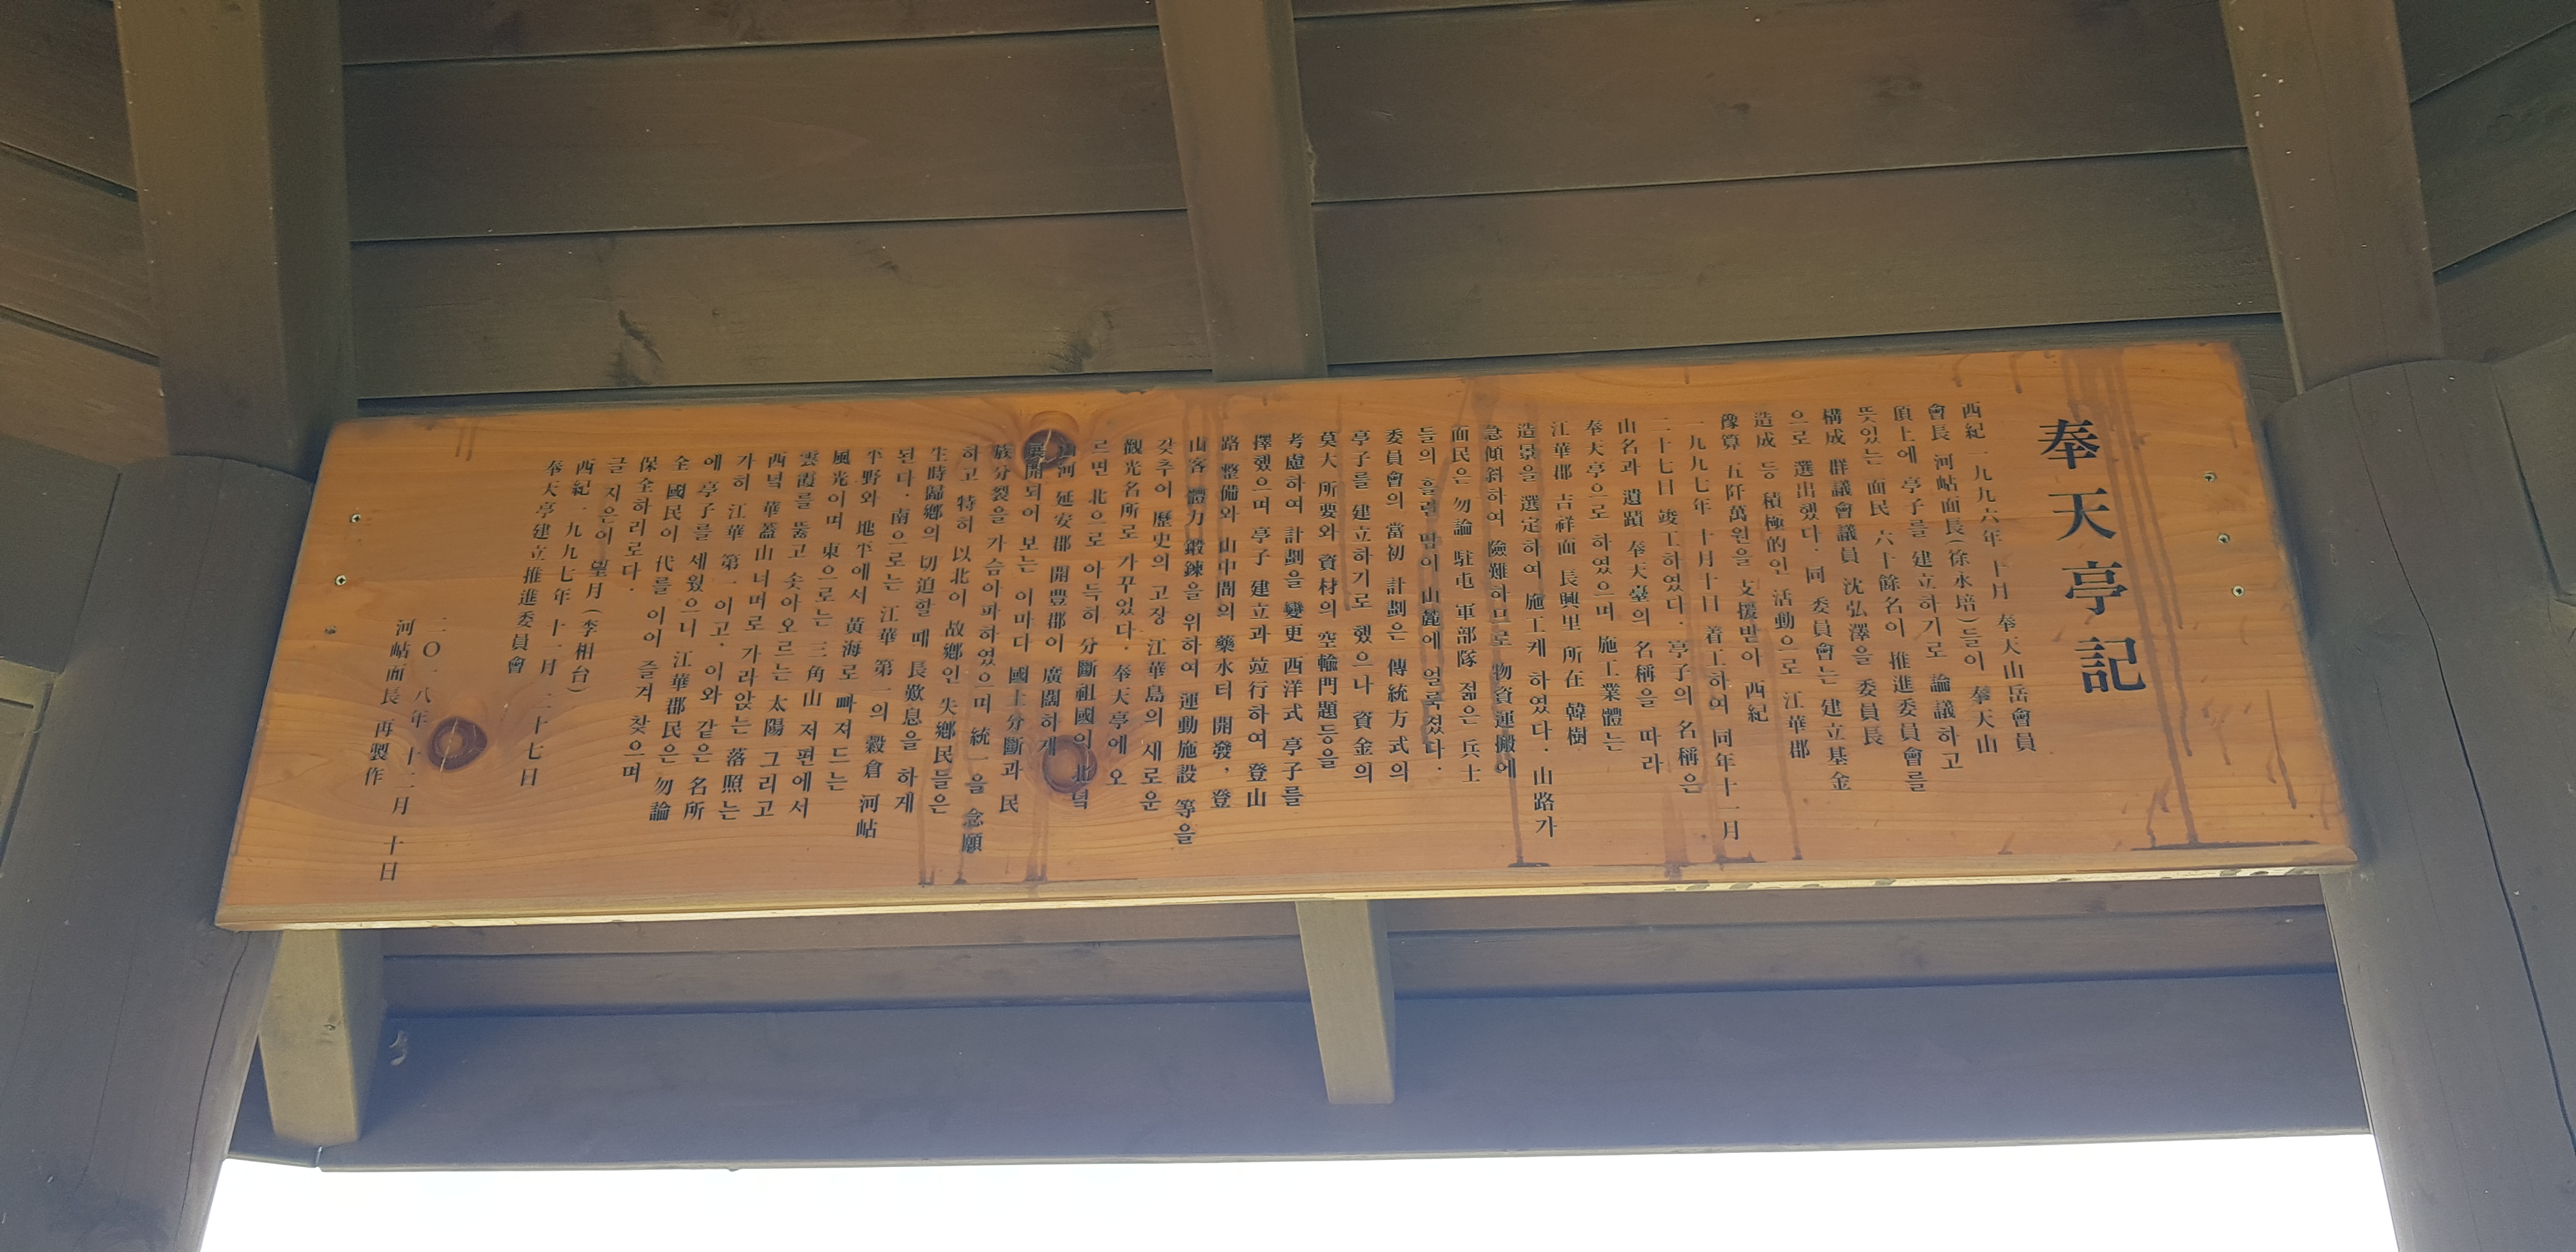 奉天亭記
西紀一九九六年 十月 奉天山岳會員
會長 河岾面長(徐永培)들이 奉天山
頂上에 亭子를 建立하기로 論議하고
뜻있는 面民 六十餘名이 推進委員會를
構成 群議會議員 沈弘澤을 委員長
으로 選出했다. 同 委員會는 建立基金
造成 등 積極的인 活動으로 江華郡
豫算 五阡萬원을 支援받아 西紀
一九九七年 十月十日 着工하여 同年十一月
二十七日 竣工하였다. 亭子의 名稱은
山名과 遺蹟 奉天臺의 名稱을 따라
奉天亭으로 하였으며 施工業體는
江華郡 吉祥面 長興里 所在 韓樹
造景을 選定하여 施工케 하였다. 山路가
急傾斜하여 險難하므로 物資運搬에
面民은 勿論 駐屯 軍部隊 젊은 兵士
들의 흘린 땀이 山麓에 얼룩졌다.
委員會의 當初 計劃은 傳統方式의
亭子를 建立하기로 했으나 資金의
莫大 所要와 資材의 空輸門題등을
考慮하여 計劃을 變更 西洋式 亭子를
擇했으며 亭子 建立과 竝行하여 登山
路 整備와 山中間의 藥水터 開發, 登
山客 體力 鍛鍊을 위하여 運動施設 等을
갖추어 歷史의 고장 江華島의 새로운
觀光名所로 가꾸었다. 奉天亭에 오
르면 北으로 아득히 分斷祖國의 北녘
山河 延安郡 開豊郡이 廣闊하게
展開되어 보는 이마다 國土分斷과 民
族分裂을 가슴아파하였으며 統一을 念願
하고 特히 以北이 故鄕인 失鄕民들은
生時歸鄕의 切迫할 때 長歎息을 하게
된다. 南으로는 江華 第一의 穀倉 河岾
平野와 地平에서 黃海로 빠져드는
風光이며 東으로는 三角山 저편에서
雲霞를 뚫고 솟아오르는 太陽 그리고
西녘 華蓋山너머로 가라앉는 落照는
가히 江華 第一이고, 이와 같은 名所
에 亭子를 세웠으니 江華郡民은 勿論
全 國民이 代를 이어 즐겨 찾으며
保全하리로다.
글 지은이 望月(李相台)
西紀一九九七年 十一月 二十七日
奉天亭建立推進委員會
二〇一八年 十二月 十日
河岾面長 再製作